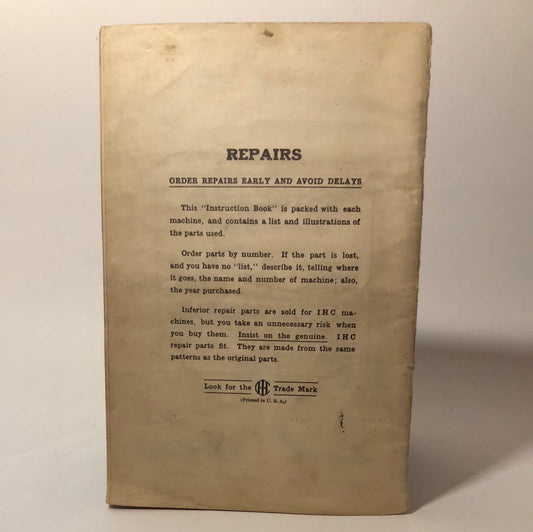 REPAIRS
ORDER REPAIRS EARLY AND AVOID DELAYS
This "Instruction Book" is packed with each
machine, and contains a list and illustrations of
the parts used.
Order parts by number. If the part is lost,
and you have no "list," describe it, telling where
it goes, the name and number of machine; also,
the year purchased.
Inferior repair parts are sold for I H C ma-
chines, but you take an unnecessary risk when
you buy them. Insist on the genuine. I H C
repair parts fit. They are made from the same
patterns as the original parts.
Look for the IHC Trade Mark
(Printed in U. S. A.)